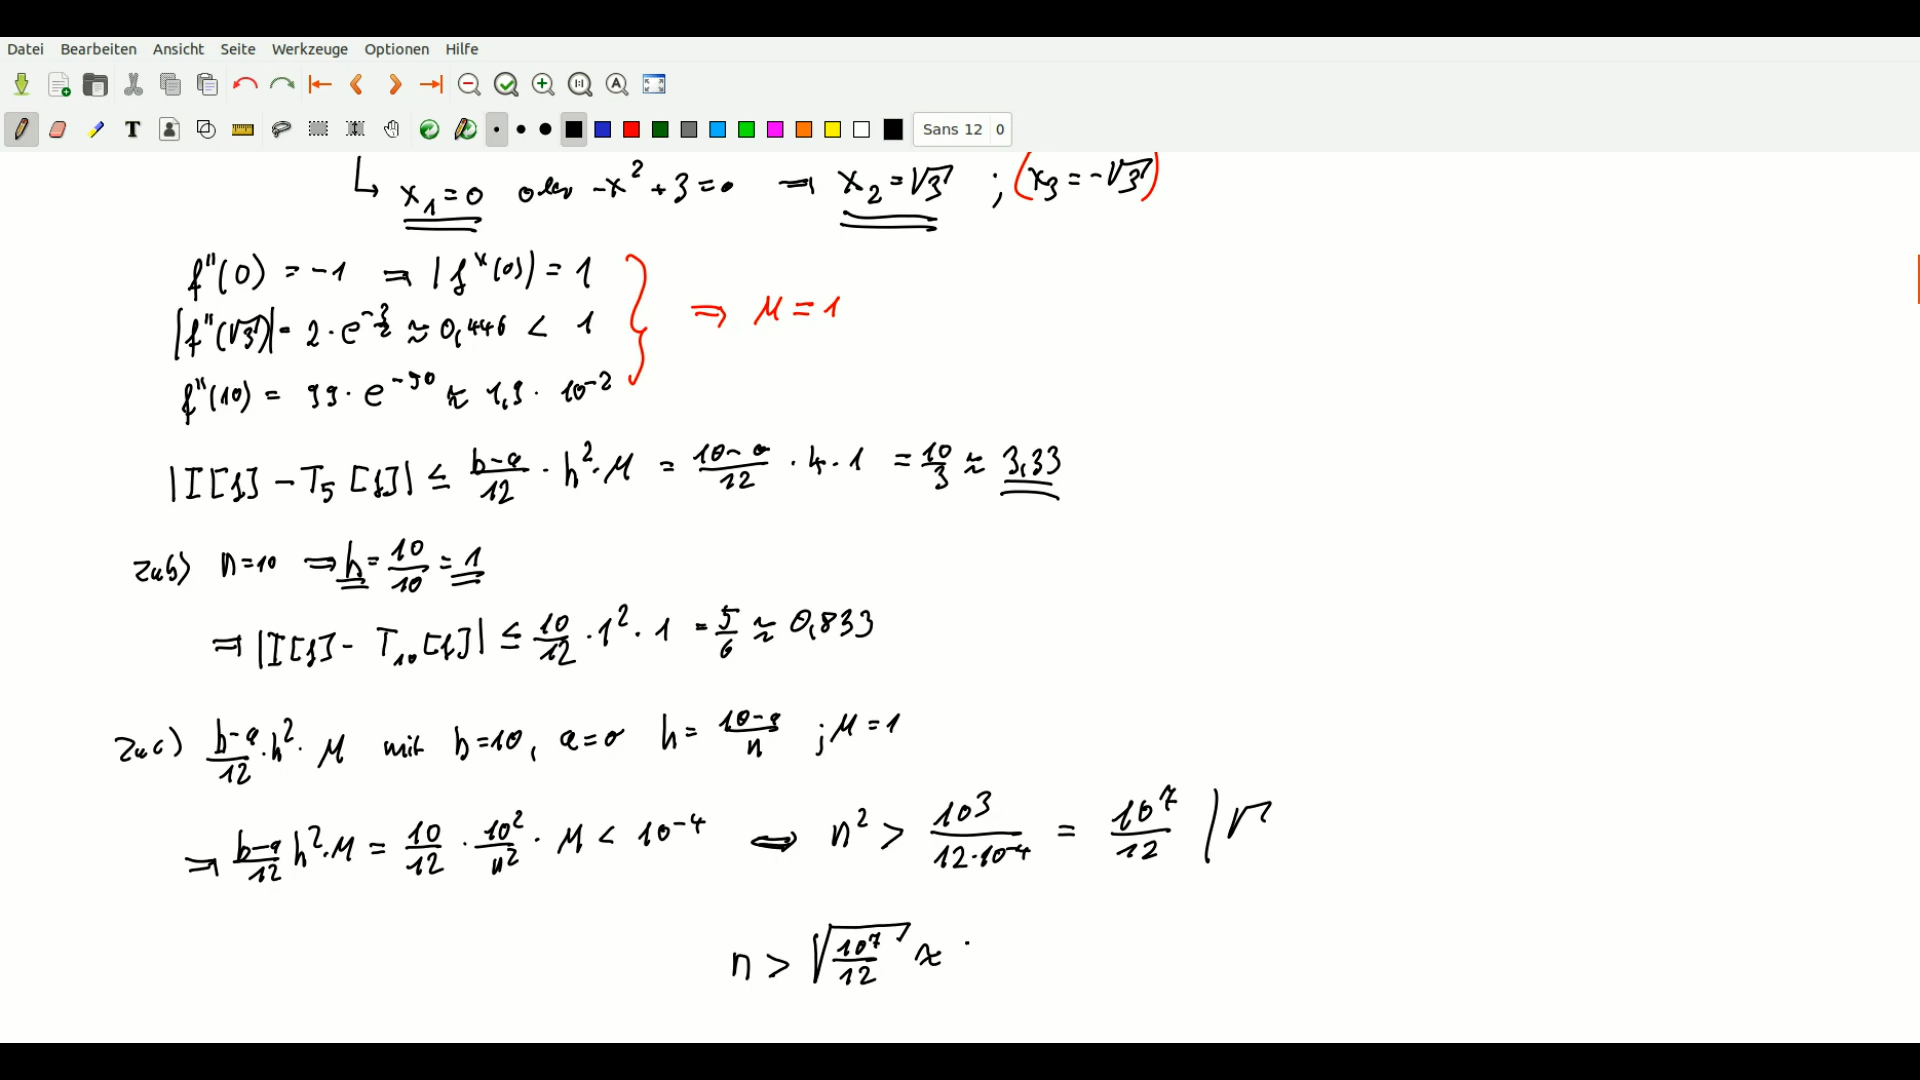 Datei Bearbeiten Ansicht Seite Werkzeuge Optionen Hilfe
Sans 12 0
x₁=0 oder -x²+3=0 ⇒ x₂=√3 ; (x₃=-√3)
f''(0) = -1 ⇒ |f''(0)| = 1
|f''(√3)| = 2·e^(-3/2) ≈ 0,446 < 1
⇒ M=1
f''(10) = 99·e^(-50) ≈ 1,9·10^-2
|I[f] - T₅[f]| ≤ (b-a)/12 · h²·M = (10-0)/12 · 4·1 = 10/3 ≈ 3,33
zu b) n=10 ⇒ h = 10/10 = 1
⇒ |I[f] - T₁₀[f]| ≤ 10/12 · 1² · 1 = 5/6 ≈ 0,833
zu c) (b-a)/12 · h² · M mit b=10, a=0 h = (10-0)/n ; M=1
⇒ (b-a)/12 h²·M = 10/12 · 10²/n² · M < 10^-4 ⇔ n² > 10³/(12·10^-4) = 10⁷/12 |√
n > √(10⁷/12) ≈